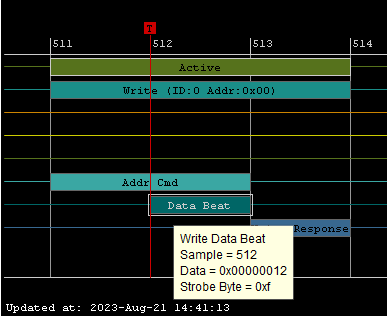 T
511 512 513 514
Active
Write (ID:0 Addr:0x00)
Addr Cmd
Data Beat
Response
Write Data Beat
Sample = 512
Data = 0x00000012
Strobe Byte = 0xf
Updated at: 2023-Aug-21 14:41:13